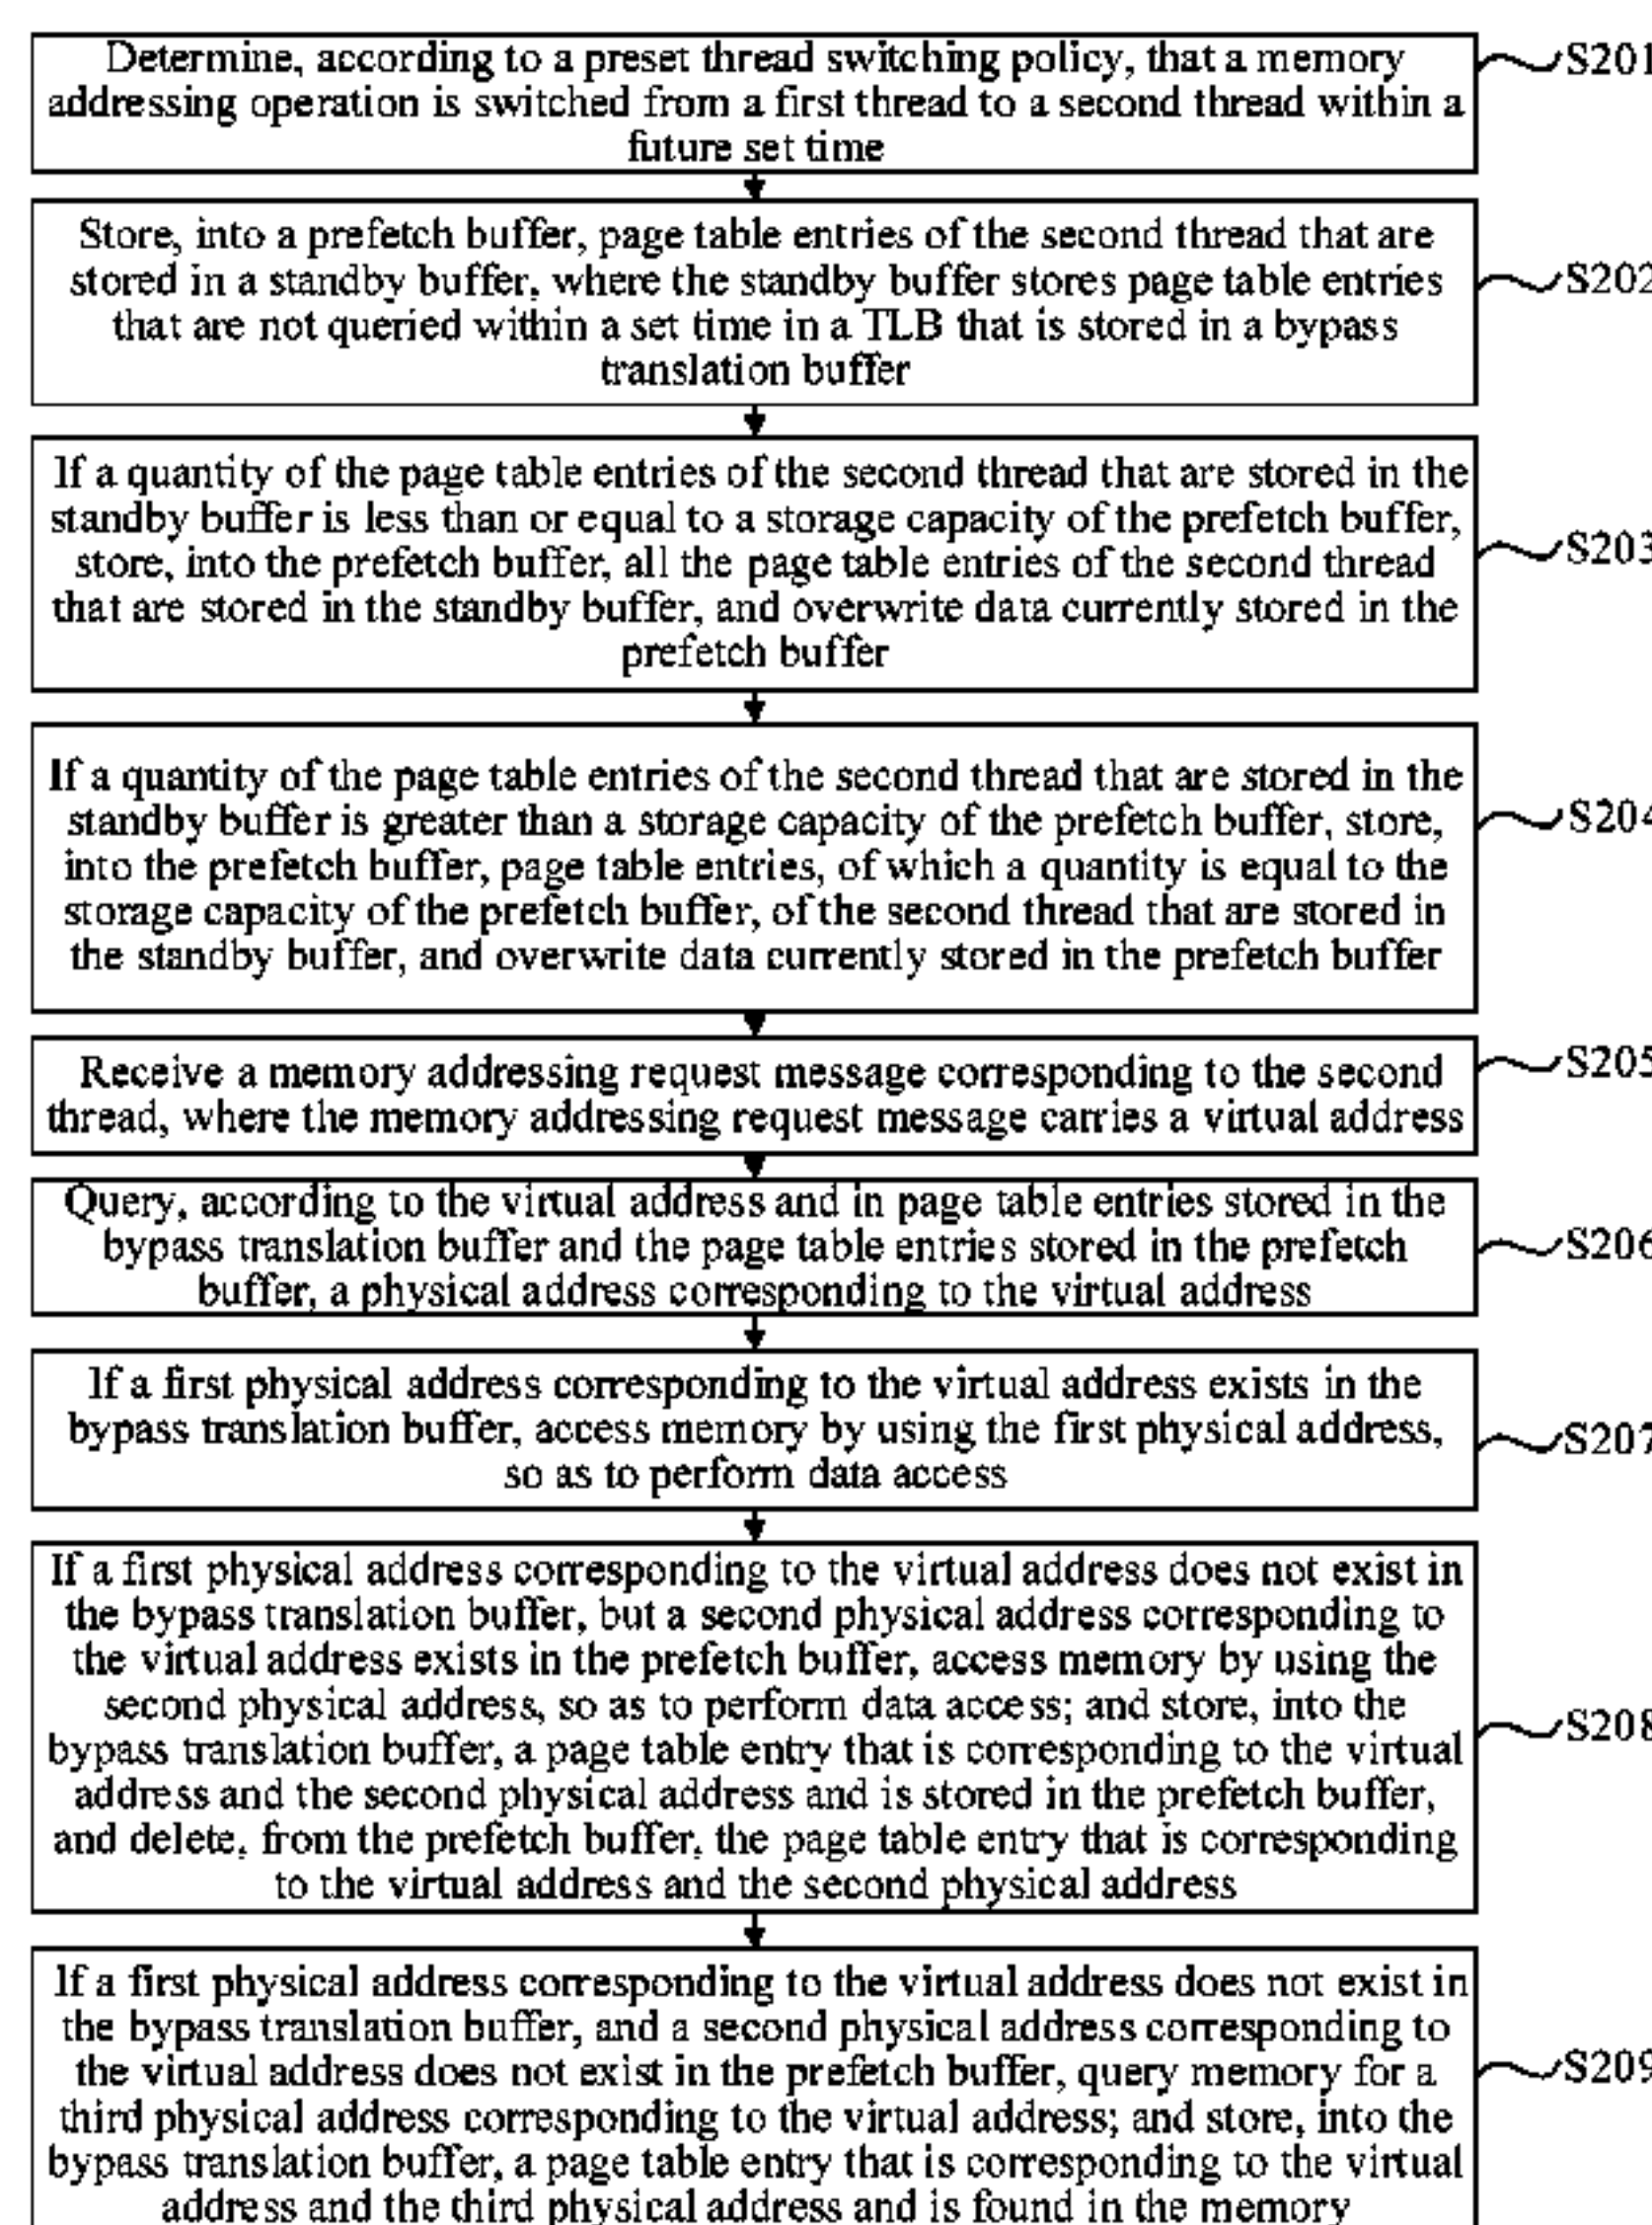 Determine, according to a preset thread switching policy, that a memory
addressing operation is switched from a first thread to a second thread within a
future set time
S201
Store, into a prefetch buffer, page table entries of the second thread that are
stored in a standby buffer, where the standby buffer stores page table entries
that are not queried within a set time in a TLB that is stored in a bypass
translation buffer
S202
If a quantity of the page table entries of the second thread that are stored in the
standby buffer is less than or equal to a storage capacity of the prefetch buffer,
store, into the prefetch buffer, all the page table entries of the second thread
that are stored in the standby buffer, and overwrite data currently stored in the
prefetch buffer
S203
If a quantity of the page table entries of the second thread that are stored in the
standby buffer is greater than a storage capacity of the prefetch buffer, store,
into the prefetch buffer, page table entries, of which a quantity is equal to the
storage capacity of the prefetch buffer, of the second thread that are stored in
the standby buffer, and overwrite data currently stored in the prefetch buffer
S204
Receive a memory addressing request message corresponding to the second
thread, where the memory addressing request message carries a virtual address
S205
Query, according to the virtual address and in page table entries stored in the
bypass translation buffer and the page table entries stored in the prefetch
buffer, a physical address corresponding to the virtual address
S206
If a first physical address corresponding to the virtual address exists in the
bypass translation buffer, access memory by using the first physical address,
so as to perform data access
S207
If a first physical address corresponding to the virtual address does not exist in
the bypass translation buffer, but a second physical address corresponding to
the virtual address exists in the prefetch buffer, access memory by using the
second physical address, so as to perform data access; and store, into the
bypass translation buffer, a page table entry that is corresponding to the virtual
address and the second physical address and is stored in the prefetch buffer,
and delete, from the prefetch buffer, the page table entry that is corresponding
to the virtual address and the second physical address
S208
If a first physical address corresponding to the virtual address does not exist in
the bypass translation buffer, and a second physical address corresponding to
the virtual address does not exist in the prefetch buffer, query memory for a
third physical address corresponding to the virtual address; and store, into the
bypass translation buffer, a page table entry that is corresponding to the virtual
address and the third physical address and is found in the memory
S209